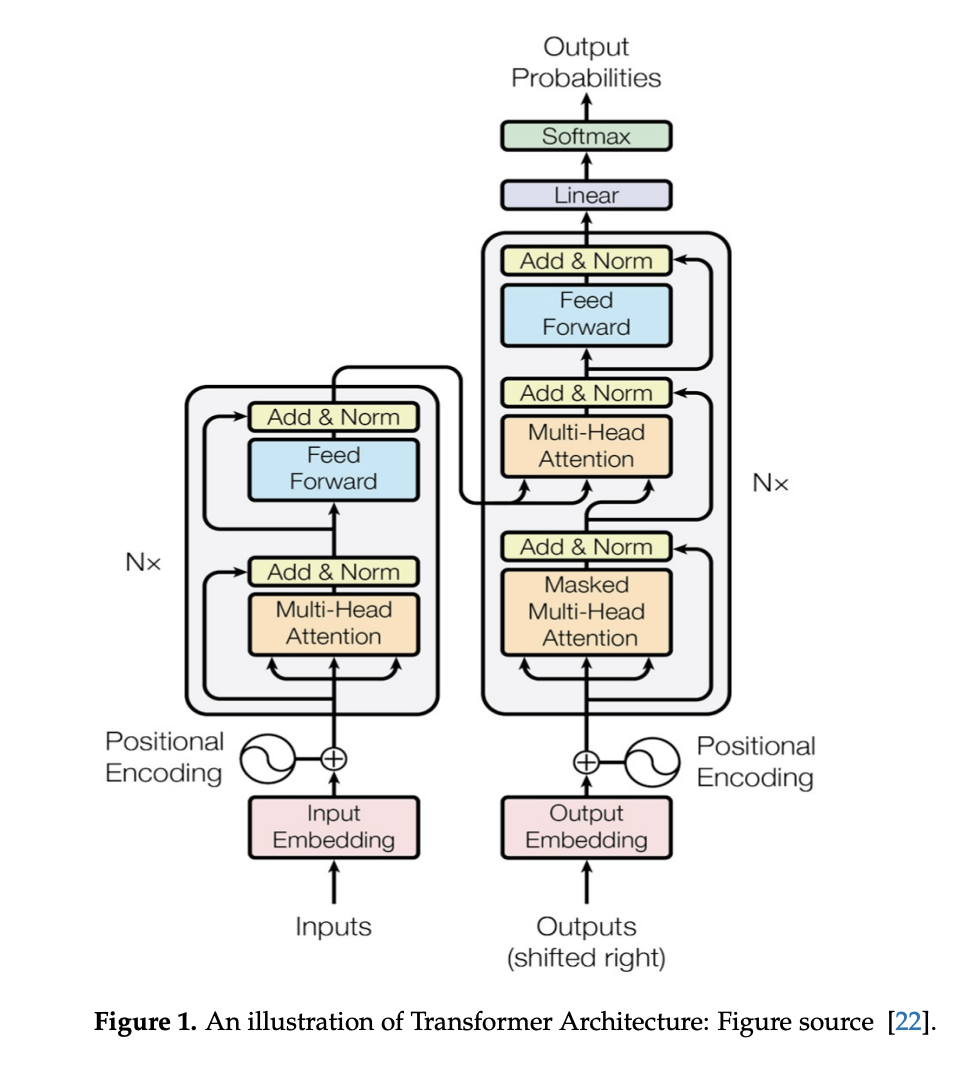 Output
Probabilities
Softmax
Linear
Add & Norm
Feed
Forward
Add & Norm
Multi-Head
Attention
Nx
Add & Norm
Masked
Multi-Head
Attention
Add & Norm
Feed
Forward
Nx
Add & Norm
Multi-Head
Attention
Positional
Encoding
Positional
Encoding
Input
Embedding
Output
Embedding
Inputs
Outputs
(shifted right)
Figure 1. An illustration of Transformer Architecture: Figure source [22].